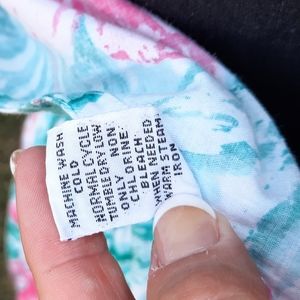 MACHINE WASH
COLD
NORMAL CYCLE
TUMBLE DRY LOW
ONLY NON
CHLORINE
BLEACH
WHEN NEEDED
WARM STEAM
IRON